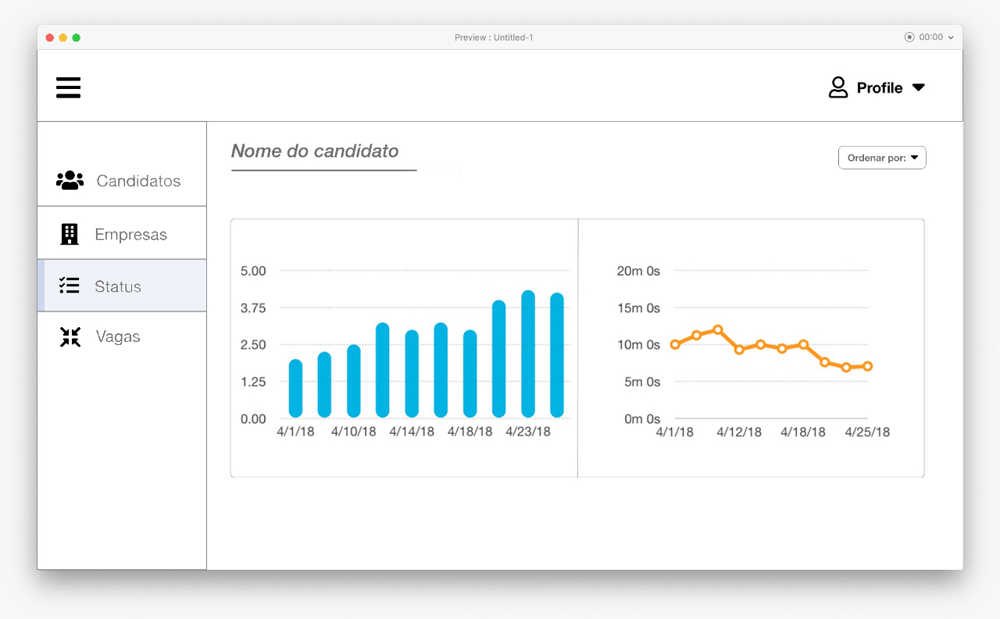 Preview : Untitled-1
00:00
Profile
Candidatos
Empresas
Status
Vagas
Nome do candidato
Ordenar por:
5.00
3.75
2.50
1.25
0.00
4/1/18 4/10/18 4/14/18 4/18/18 4/23/18
20m 0s
15m 0s
10m 0s
5m 0s
0m 0s
4/1/18 4/12/18 4/18/18 4/25/18